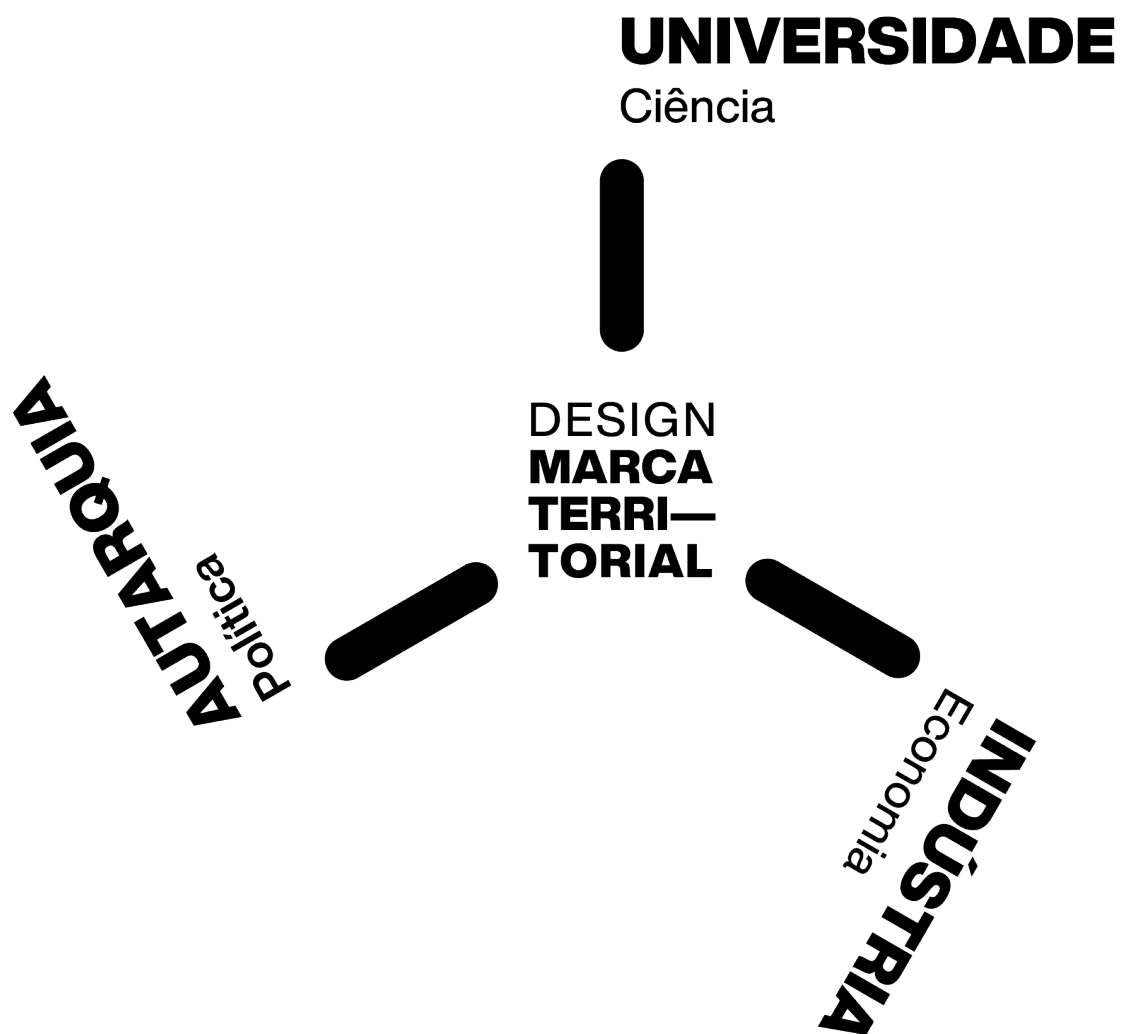 UNIVERSIDADE
Ciência
DESIGN
MARCA
TERRI—
TORIAL
AUTARQUIA
Política
INDÚSTRIA
Economia